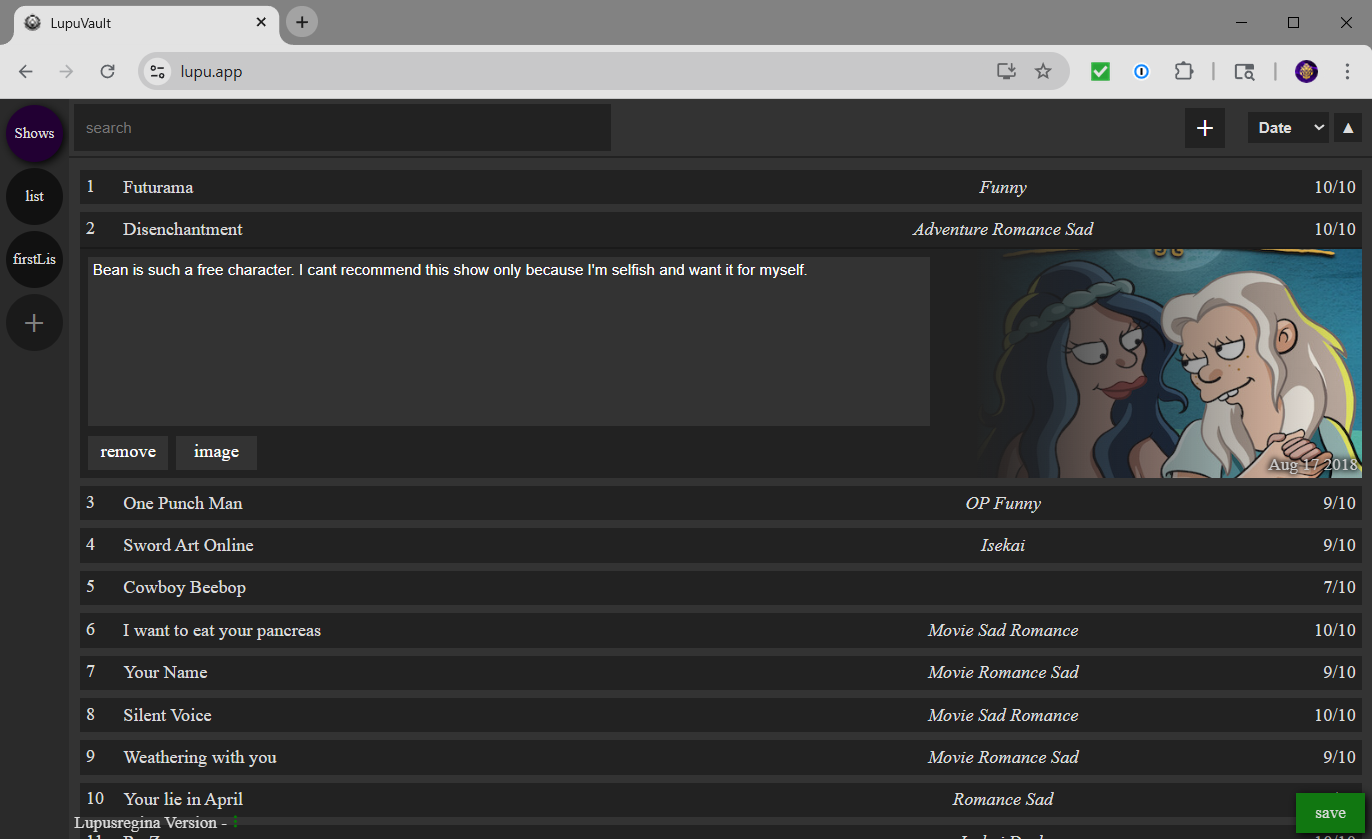 LupuVault
lupu.app
Shows
search
Date ▲
list
firstLis
1 Futurama Funny 10/10
2 Disenchantment Adventure Romance Sad 10/10
Bean is such a free character. I cant recommend this show only because I'm selfish and want it for myself.
remove image
Aug 17 2018
3 One Punch Man OP Funny 9/10
4 Sword Art Online Isekai 9/10
5 Cowboy Beebop 7/10
6 I want to eat your pancreas Movie Sad Romance 10/10
7 Your Name Movie Romance Sad 9/10
8 Silent Voice Movie Sad Romance 10/10
9 Weathering with you Movie Romance Sad 9/10
10 Your lie in April Romance Sad
save
Lupusregina Version -